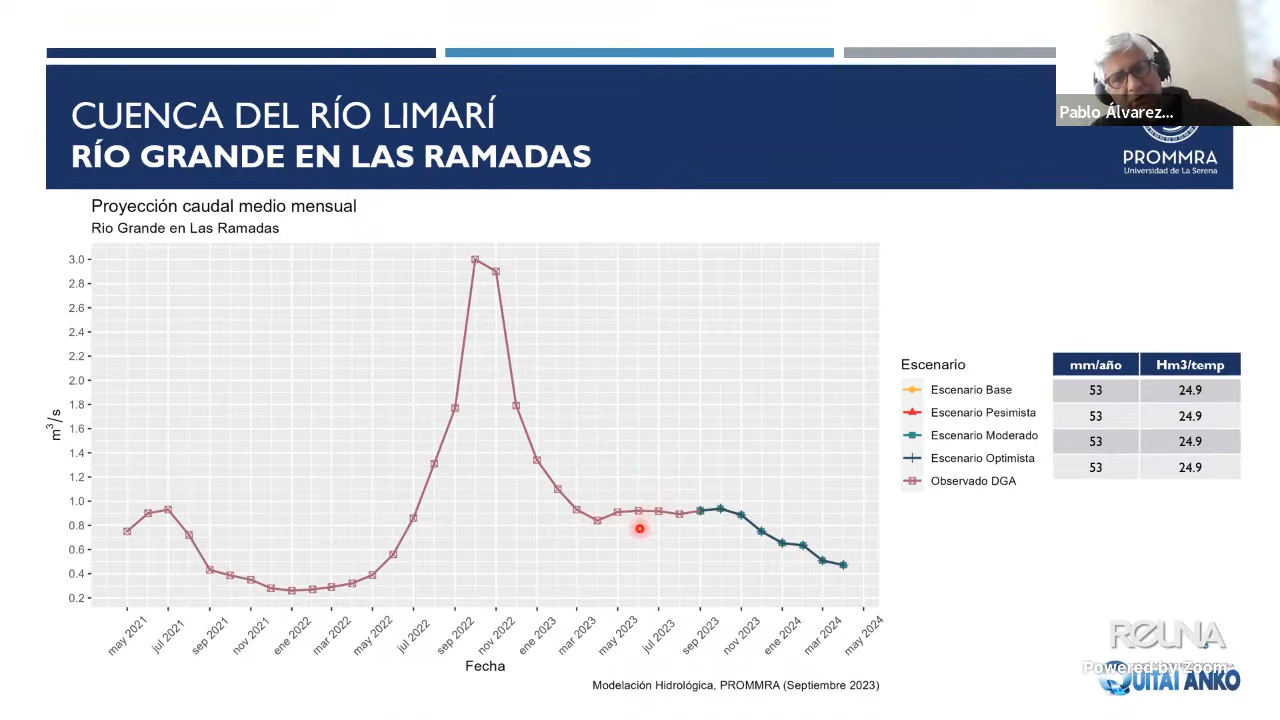 CUENCA DEL RÍO LIMARÍ
RÍO GRANDE EN LAS RAMADAS
Pablo Álvarez...
PROMMRA
Universidad de La Serena
Proyección caudal medio mensual
Rio Grande en Las Ramadas
3.0
2.8
2.6
2.4
2.2
2.0
1.8
1.6
1.4
1.2
1.0
0.8
0.6
0.4
0.2
m³/s
may 2021
jul 2021
sep 2021
nov 2021
ene 2022
mar 2022
may 2022
jul 2022
sep 2022
nov 2022
ene 2023
mar 2023
may 2023
jul 2023
sep 2023
nov 2023
ene 2024
mar 2024
may 2024
Fecha
Modelación Hidrológica, PROMMRA (Septiembre 2023)
Escenario
Escenario Base
Escenario Pesimista
Escenario Moderado
Escenario Optimista
Observado DGA
mm/año Hm3/temp
53 24.9
53 24.9
53 24.9
53 24.9
REUNA
Powered by Zoom
QUITAI ANKO